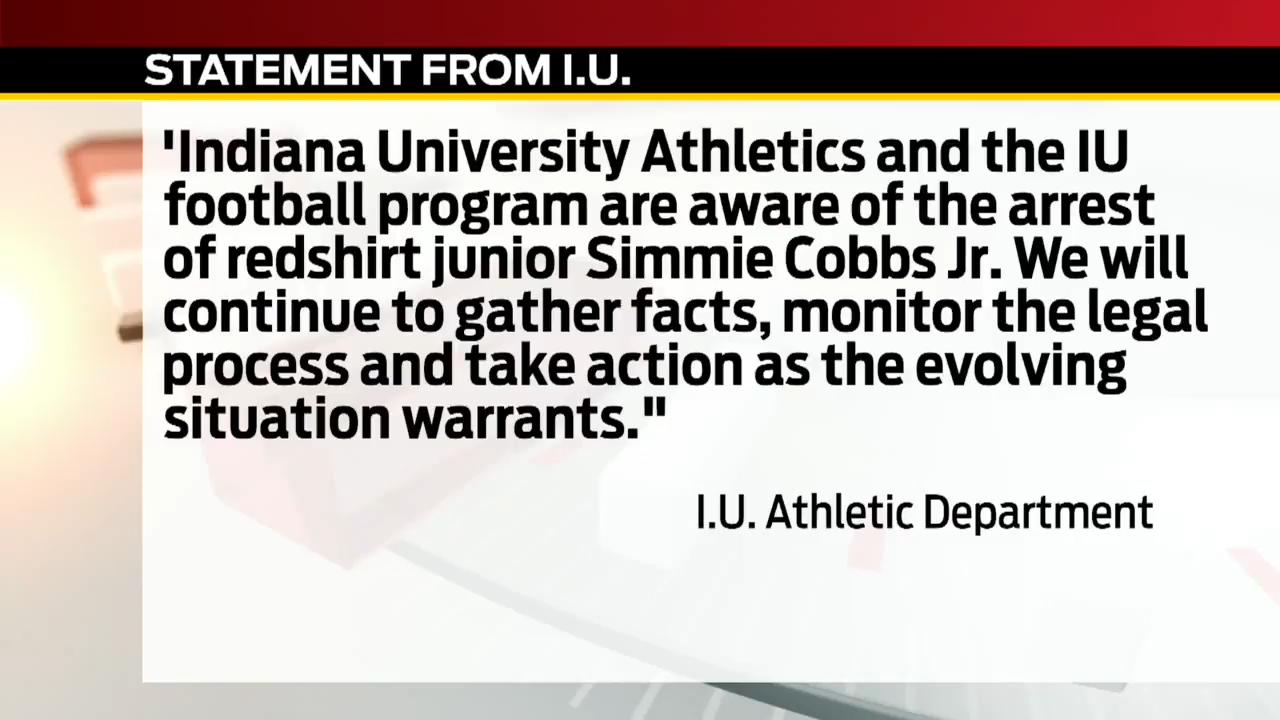 STATEMENT FROM I.U.
'Indiana University Athletics and the IU
football program are aware of the arrest
of redshirt junior Simmie Cobbs Jr. We will
continue to gather facts, monitor the legal
process and take action as the evolving
situation warrants."
I.U. Athletic Department